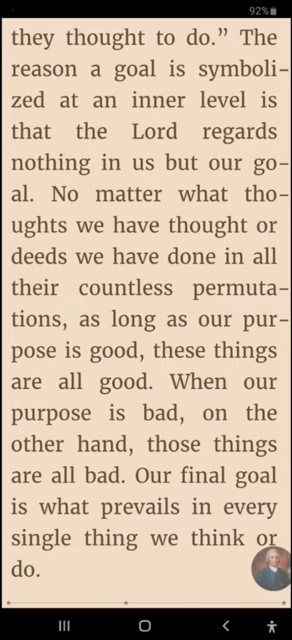 92%
they thought to do.” The
reason a goal is symboli-
zed at an inner level is
that the Lord regards
nothing in us but our go-
al. No matter what tho-
ughts we have thought or
deeds we have done in all
their countless permuta-
tions, as long as our pur-
pose is good, these things
are all good. When our
purpose is bad, on the
other hand, those things
are all bad. Our final goal
is what prevails in every
single thing we think or
do.